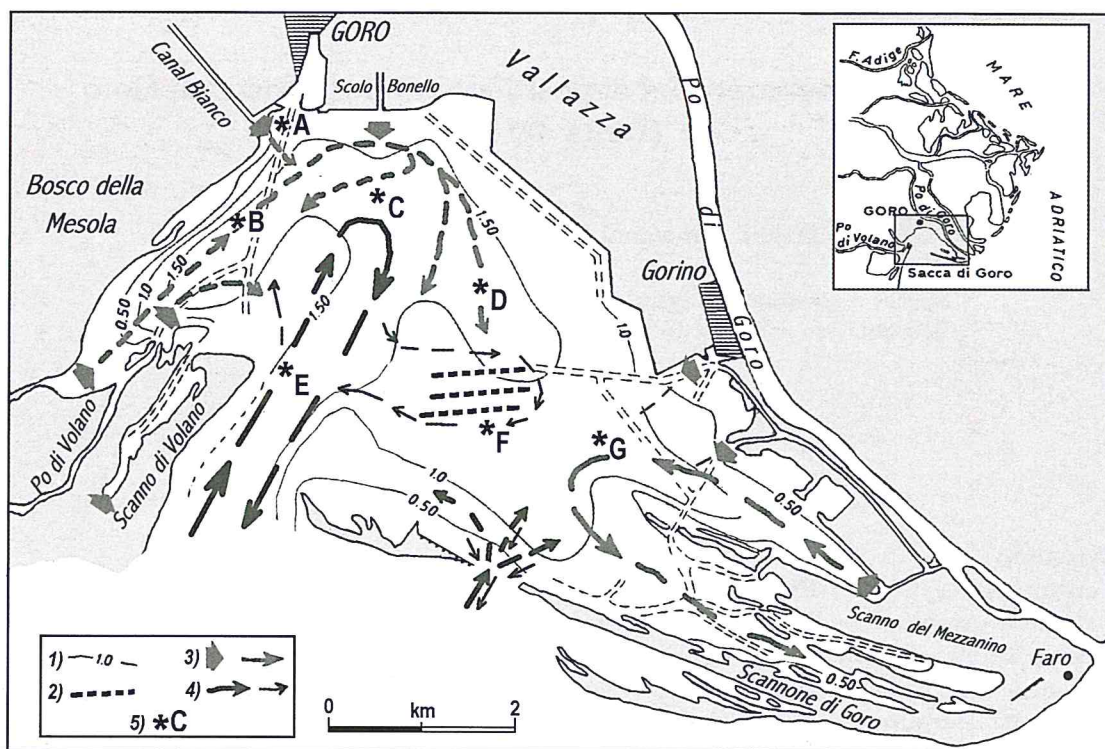 GORO
Canal Bianco
Scolo Bonello
Vallazza
Po di Goro
Bosco della
Mesola
Gorino
Po di Volano
Scanno di Volano
Scanno del Mezzanino
Faro
Scannone di Goro
*A
*B
*C
*D
*E
*F
*G
1.50
1.50
1.0
0.50
1.50
1.0
1.0
0.50
0.50
0.50
F. Adige
MARE
ADRIATICO
Po di Goro
GORO
Po
di Volano
Sacca di Goro
1) 1.0
2)
3)
4)
5) *C
0 km 2